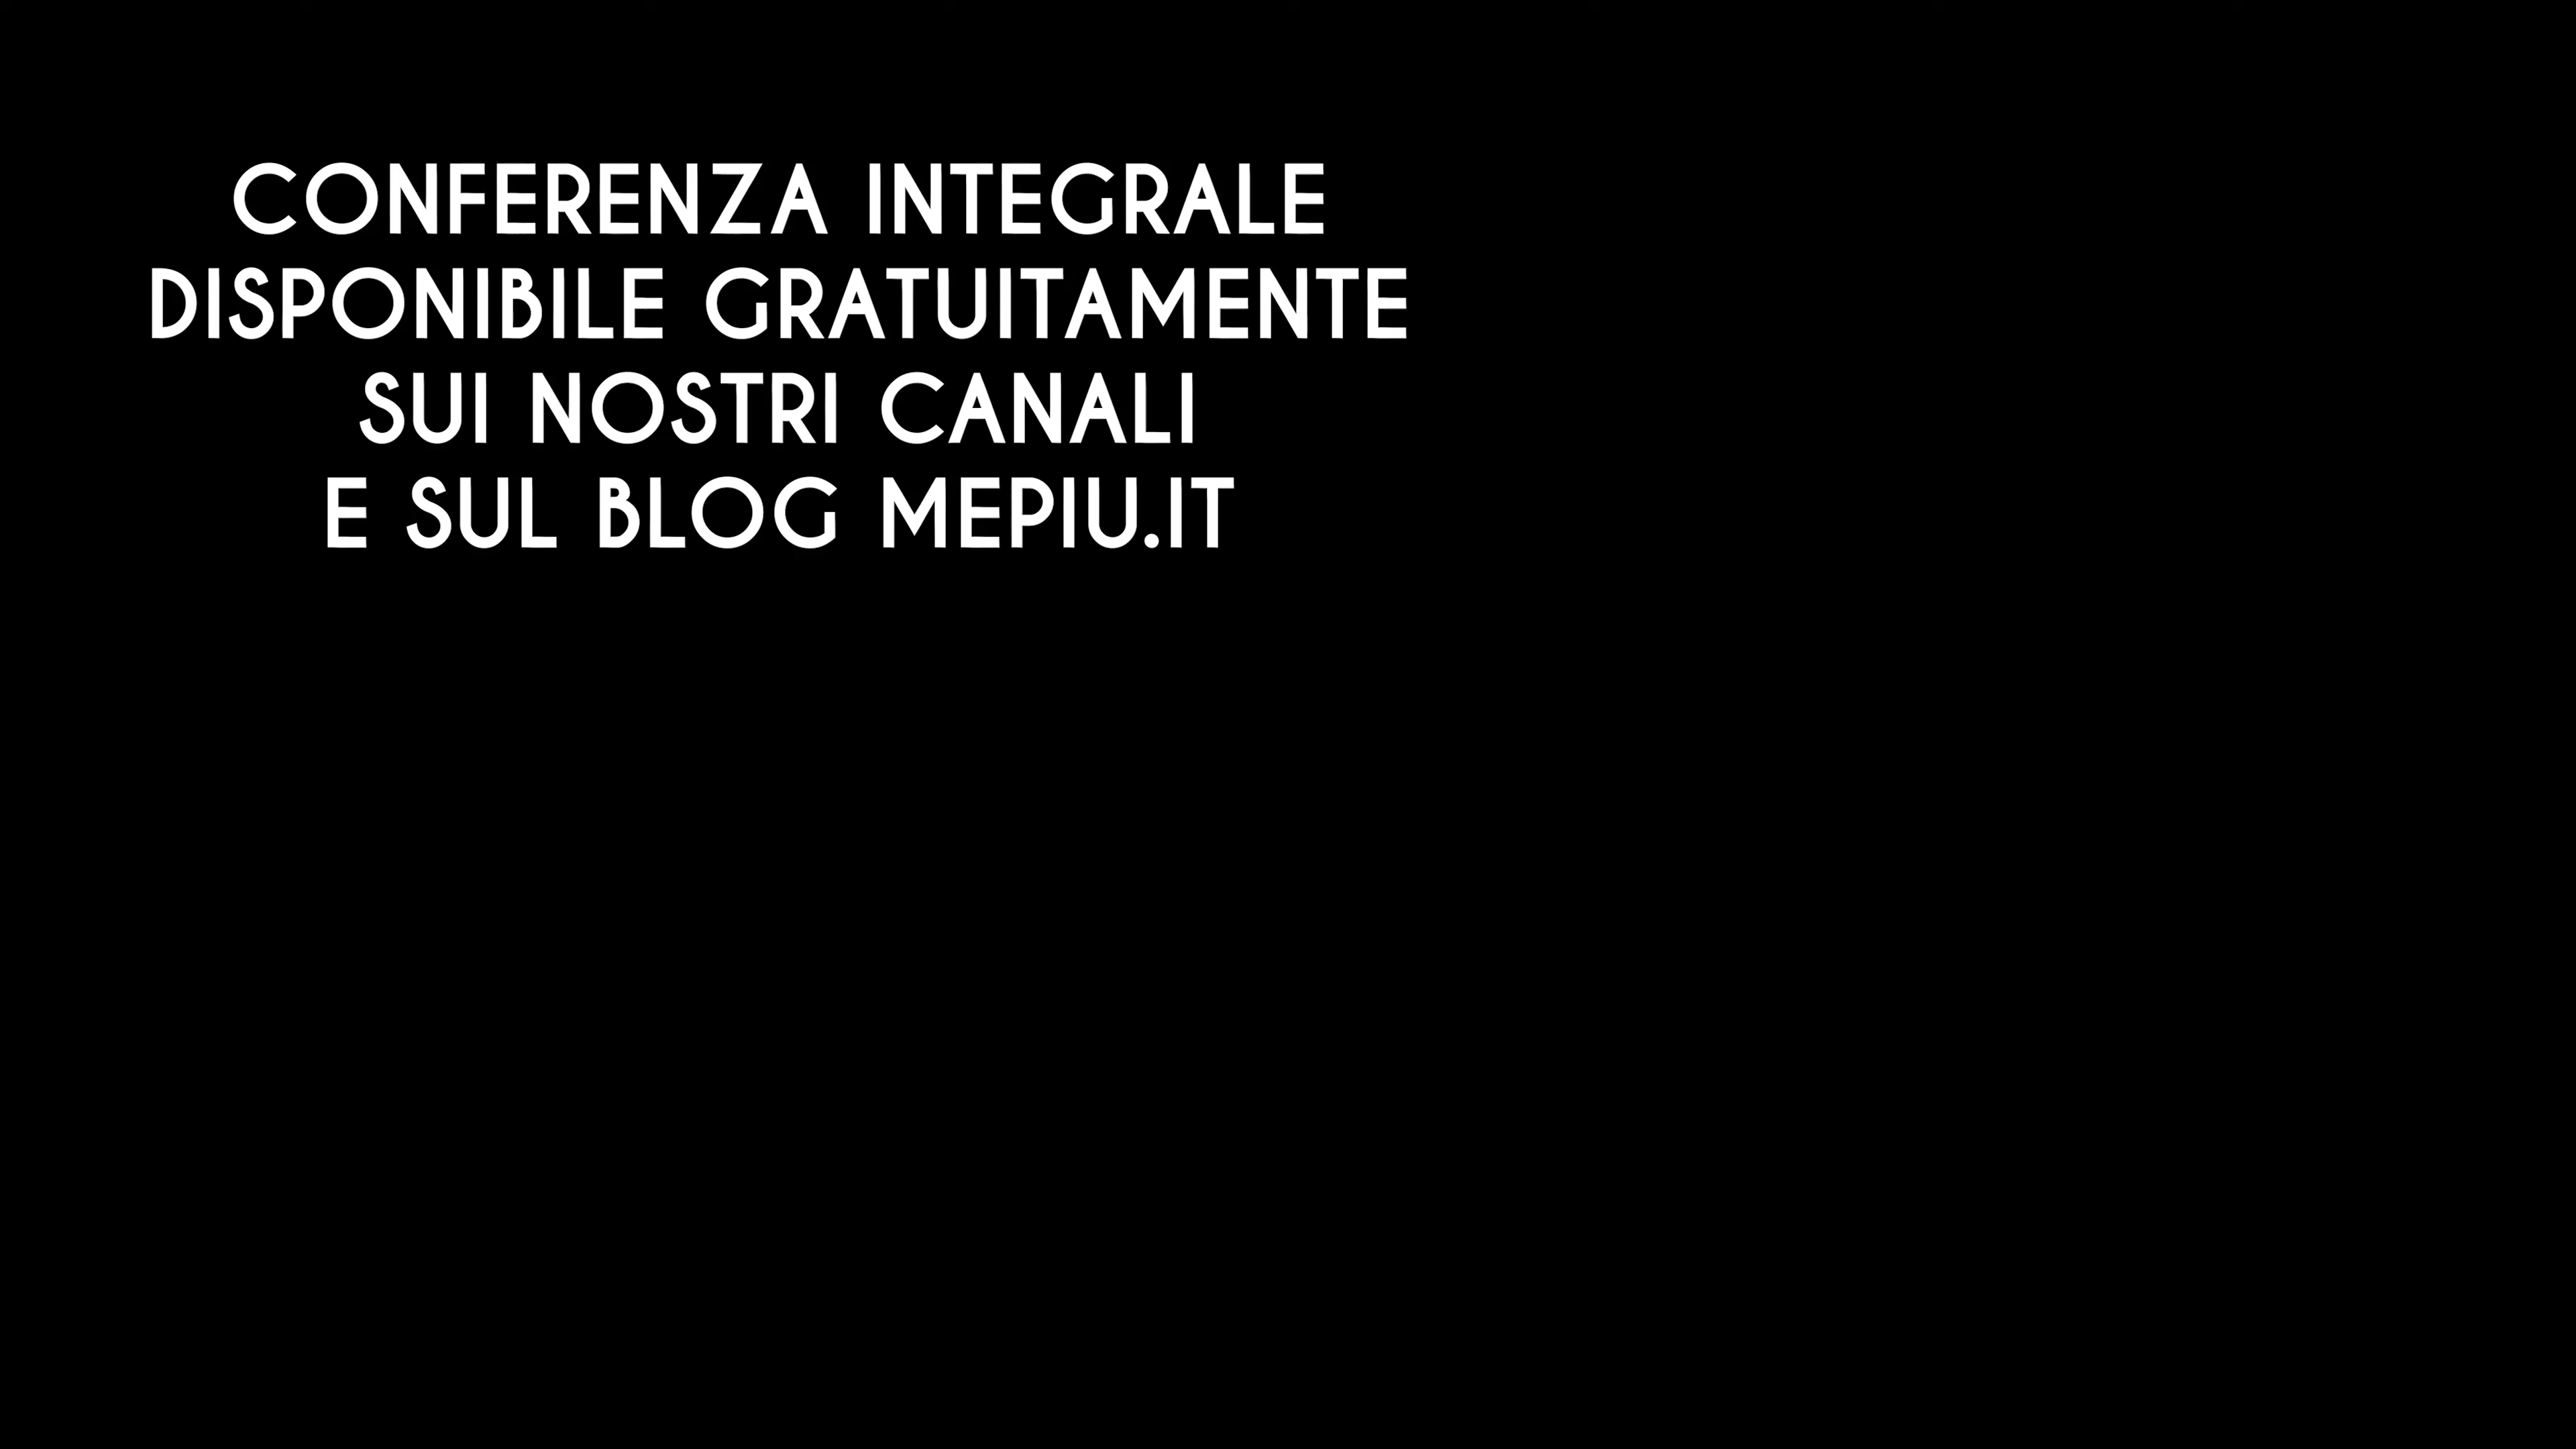 CONFERENZA INTEGRALE
DISPONIBILE GRATUITAMENTE
SUI NOSTRI CANALI
E SUL BLOG MEPIU.IT